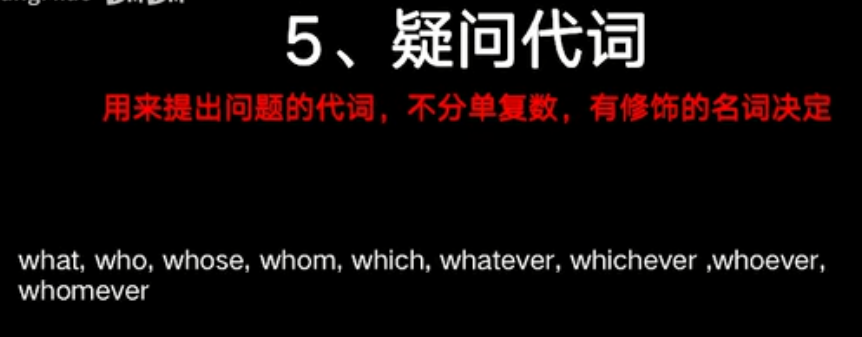 5、疑问代词
用来提出问题的代词，不分单复数，有修饰的名词决定
what, who, whose, whom, which, whatever, whichever ,whoever,
whomever